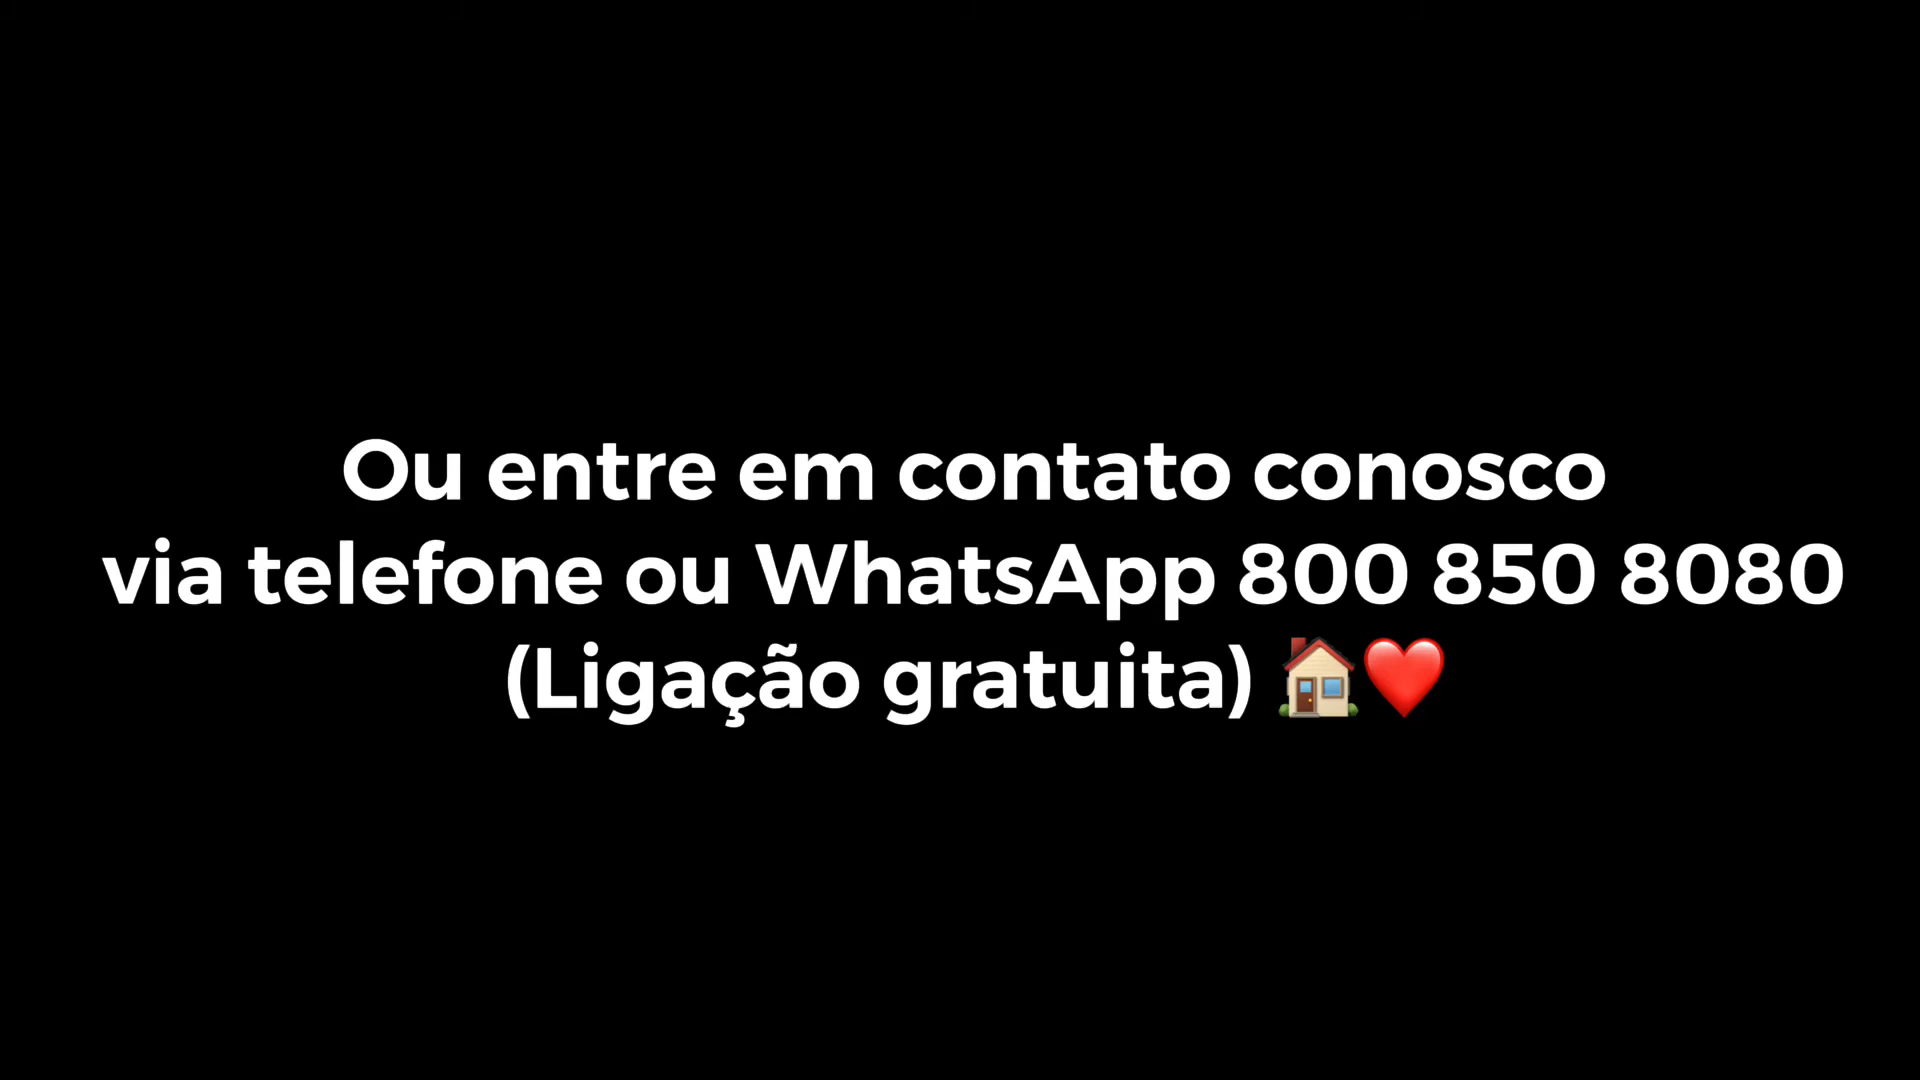 Ou entre em contato conosco
via telefone ou WhatsApp 800 850 8080
(Ligação gratuita) 🏠❤️